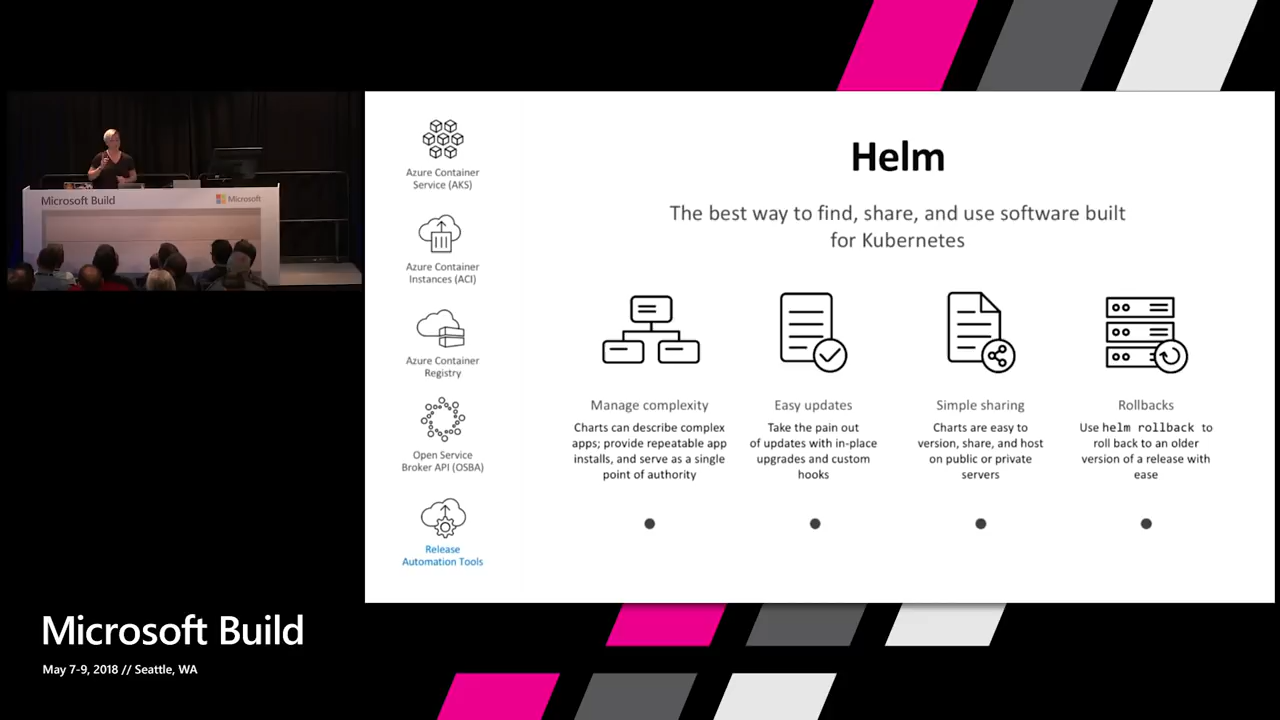 Microsoft Build
Microsoft
Azure Container
Service (AKS)
Azure Container
Instances (ACI)
Azure Container
Registry
Open Service
Broker API (OSBA)
Release
Automation Tools
Helm
The best way to find, share, and use software built
for Kubernetes
Manage complexity
Charts can describe complex
apps; provide repeatable app
installs, and serve as a single
point of authority
Easy updates
Take the pain out
of updates with in-place
upgrades and custom
hooks
Simple sharing
Charts are easy to
version, share, and host
on public or private
servers
Rollbacks
Use helm rollback to
roll back to an older
version of a release with
ease
Microsoft Build
May 7-9, 2018 // Seattle, WA